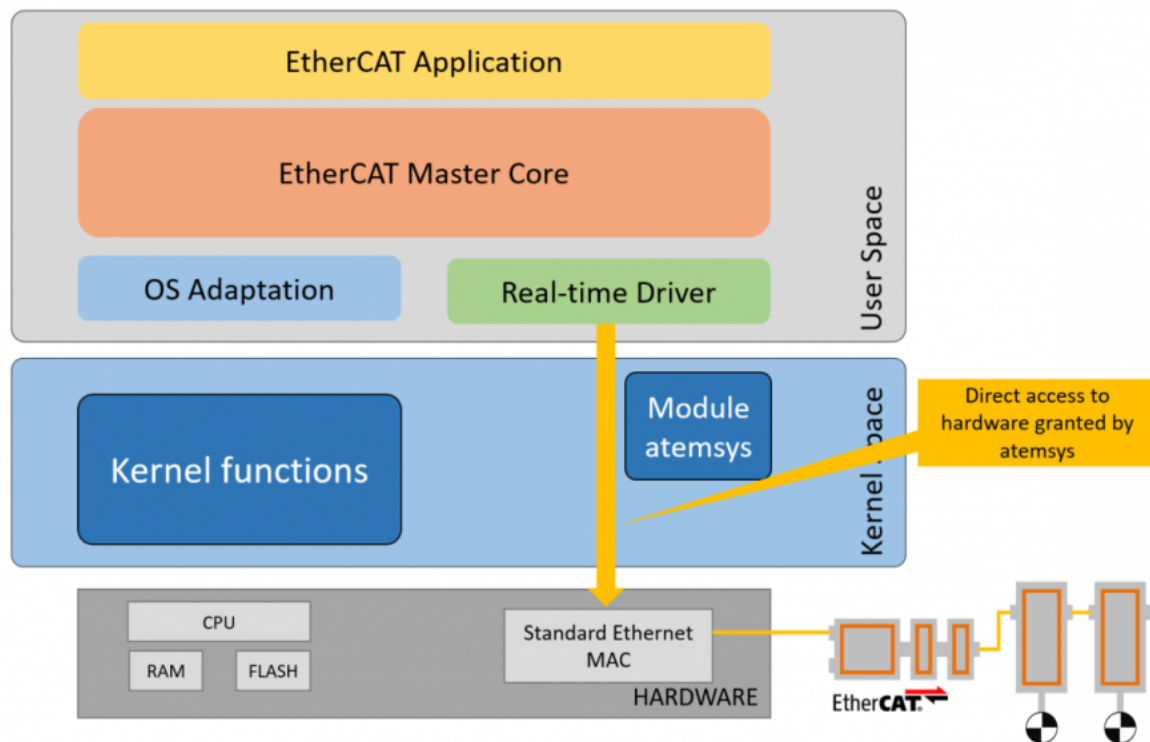 EtherCAT Application
EtherCAT Master Core
OS Adaptation
Real-time Driver
User Space
Kernel functions
Module
atemsys
Kernel Space
Direct access to
hardware granted by
atemsys
CPU
RAM
FLASH
Standard Ethernet
MAC
HARDWARE
EtherCAT®